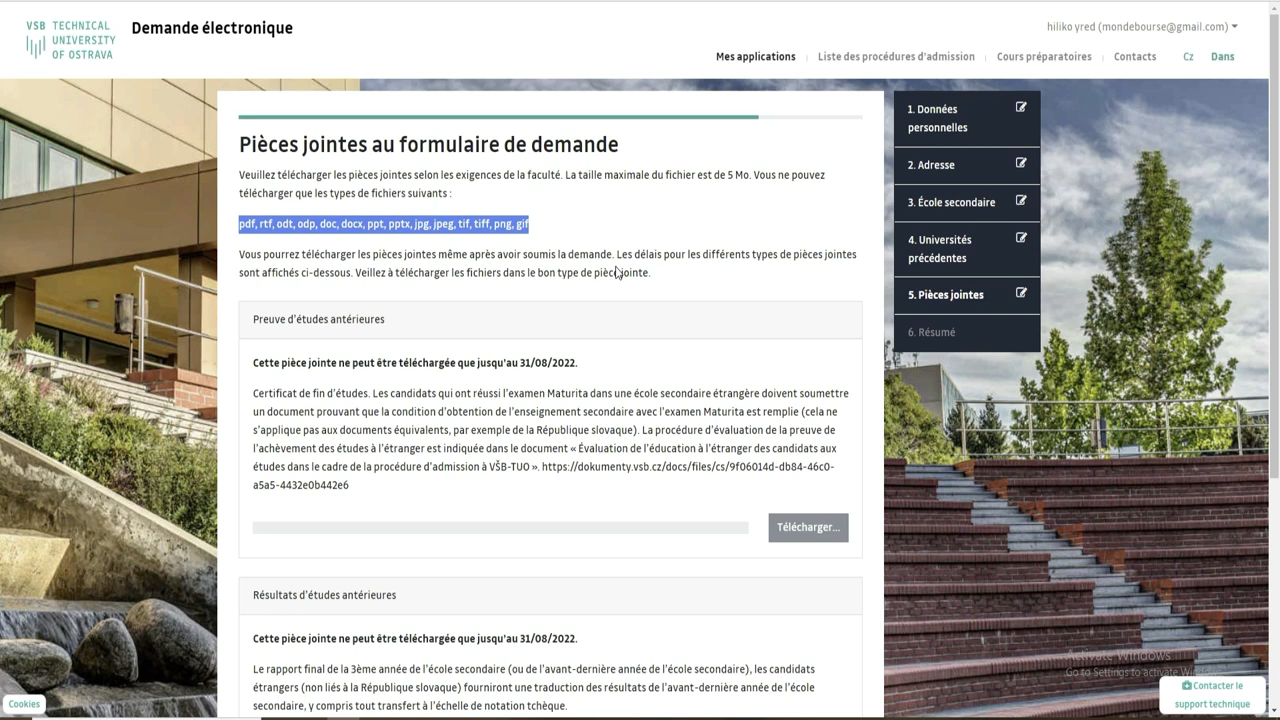 VSB TECHNICAL
UNIVERSITY
OF OSTRAVA
Demande électronique
hiliko yred (mondebourse@gmail.com)
Mes applications
Liste des procédures d'admission
Cours préparatoires
Contacts
Cz
Dans
Pièces jointes au formulaire de demande
Veuillez télécharger les pièces jointes selon les exigences de la faculté. La taille maximale du fichier est de 5 Mo. Vous ne pouvez
télécharger que les types de fichiers suivants :
pdf, rtf, odt, odp, doc, docx, ppt, pptx, jpg, jpeg, tif, tiff, png, gif
Vous pourrez télécharger les pièces jointes même après avoir soumis la demande. Les délais pour les différents types de pièces jointes
sont affichés ci-dessous. Veillez à télécharger les fichiers dans le bon type de pièce jointe.
Preuve d'études antérieures
Cette pièce jointe ne peut être téléchargée que jusqu'au 31/08/2022.
Certificat de fin d'études. Les candidats qui ont réussi l'examen Maturita dans une école secondaire étrangère doivent soumettre
un document prouvant que la condition d'obtention de l'enseignement secondaire avec l'examen Maturita est remplie (cela ne
s'applique pas aux documents équivalents, par exemple de la République slovaque). La procédure d'évaluation de la preuve de
l'achèvement des études à l'étranger est indiquée dans le document « Évaluation de l'éducation à l'étranger des candidats aux
études dans le cadre de la procédure d'admission à VŠB-TUO ». https://dokumenty.vsb.cz/docs/files/cs/9f06014d-db84-46c0-
a5a5-4432e0b442e6
Télécharger...
Résultats d'études antérieures
Cette pièce jointe ne peut être téléchargée que jusqu'au 31/08/2022.
Le rapport final de la 3ème année de l'école secondaire (ou de l'avant-dernière année de l'école secondaire), les candidats
étrangers (non liés à la République slovaque) fourniront une traduction des résultats de l'avant-dernière année de l'école
secondaire, y compris tout transfert à l'échelle de notation tchèque.
1. Données
personnelles
2. Adresse
3. École secondaire
4. Universités
précédentes
5. Pièces jointes
6. Résumé
Activate Windows
Go to Settings to activate
Contacter le
support technique
Cookies